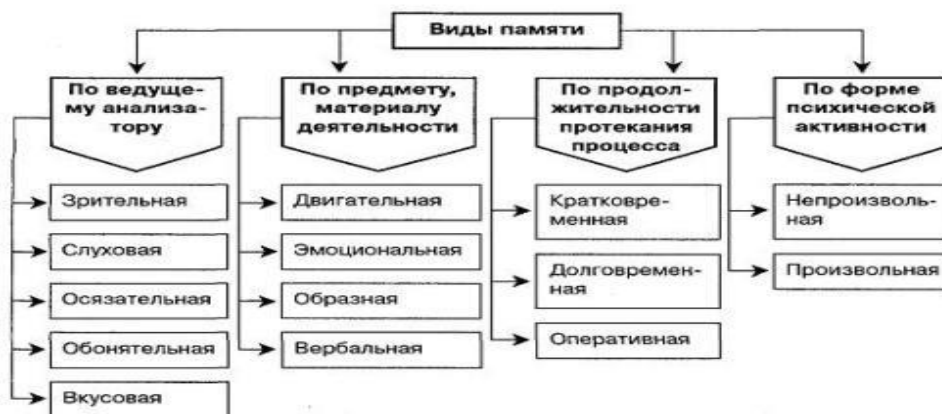 Виды памяти
По ведуще-
му анализа-
тору
Зрительная
Слуховая
Осязательная
Обонятельная
Вкусовая
По предмету,
материалу
деятельности
Двигательная
Эмоциональная
Образная
Вербальная
По продол-
жительности
протекания
процесса
Кратковре-
менная
Долговремен-
ная
Оперативная
По форме
психической
активности
Непроизволь-
ная
Произвольная